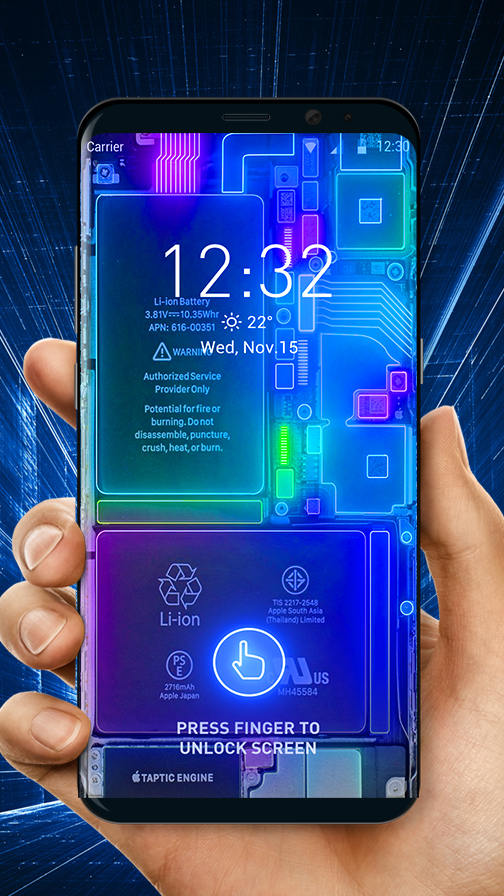 Carrier
12:30
12:32
Li-ion Battery
3.81V⎓10.35Whr
APN: 616-00351
22°
WARNING
Wed, Nov.15
Authorized Service
Provider Only
Potential for fire or
burning. Do not
disassemble, puncture,
crush, heat, or burn.
Li-ion
TIS 2217-2548
Apple South Asia
(Thailand) Limited
PS
E
2716mah
Apple Japan
US
MH45584
PRESS FINGER TO
UNLOCK SCREEN
TAPTIC ENGINE